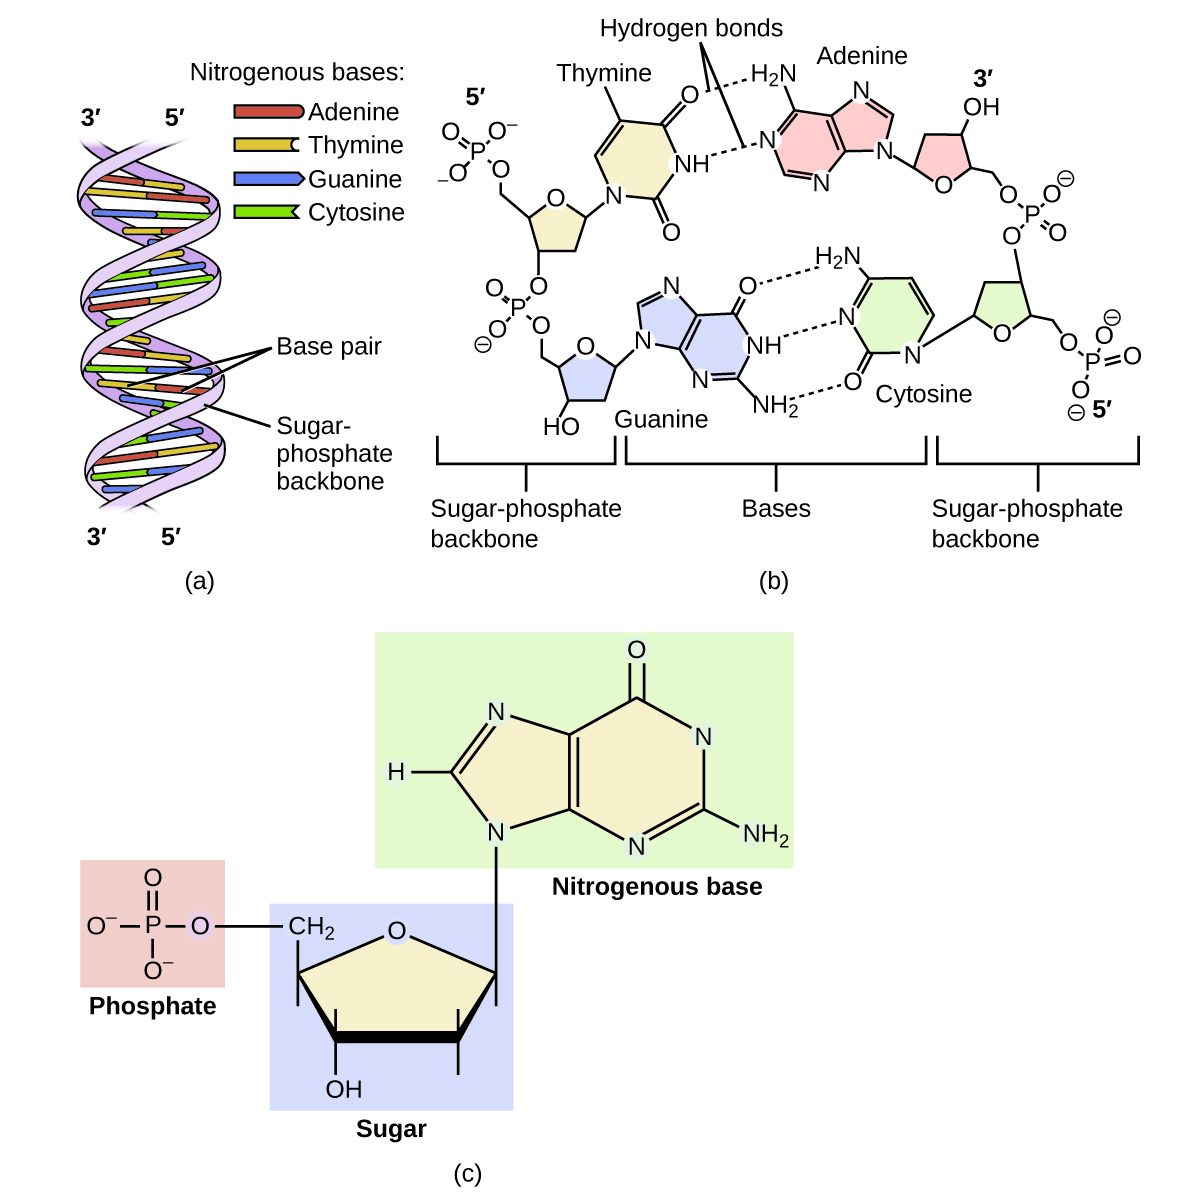 Nitrogenous bases:
Adenine
Thymine
Guanine
Cytosine
3′ 5′
Base pair
Sugar-
phosphate
backbone
3′ 5′
(a)
Hydrogen bonds
Thymine
Adenine
5′
3′
O
H₂N
N
OH
O
O⁻
P
⁻O
O
NH
N
N
N
N
O
O
O
O
O
O⊖
P
O
O
H₂N
O
P
O
O
⊖
O
N
O
N
NH
N
O
N
N
NH₂
O
HO
N
O
O
P
O
⊖
O
O
⊖
5′
Guanine
Cytosine
Sugar-phosphate
backbone
Bases
Sugar-phosphate
backbone
(b)
O
N
N
H
N
N
NH₂
Nitrogenous base
O
O⁻
P
O
O⁻
Phosphate
CH₂
O
OH
Sugar
(c)